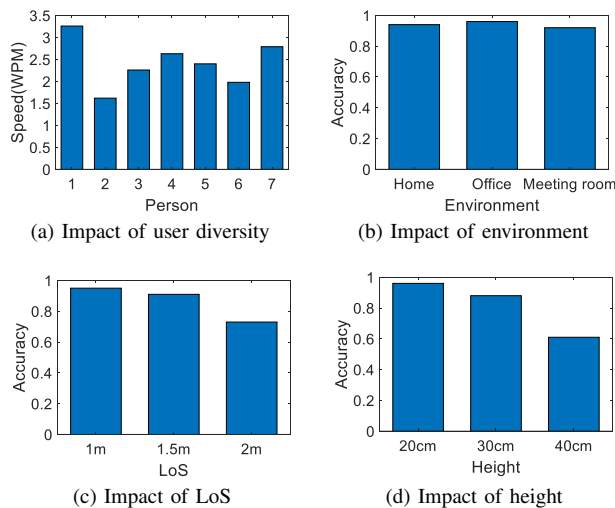 3.5
3
2.5
2
1.5
1
0.5
0
Speed(WPM)
1 2 3 4 5 6 7
Person
(a) Impact of user diversity
1
0.8
0.6
0.4
0.2
0
Accuracy
Home Office Meeting room
Environment
(b) Impact of environment
1
0.8
0.6
0.4
0.2
0
Accuracy
1m 1.5m 2m
LoS
(c) Impact of LoS
1
0.8
0.6
0.4
0.2
0
Accuracy
20cm 30cm 40cm
Height
(d) Impact of height